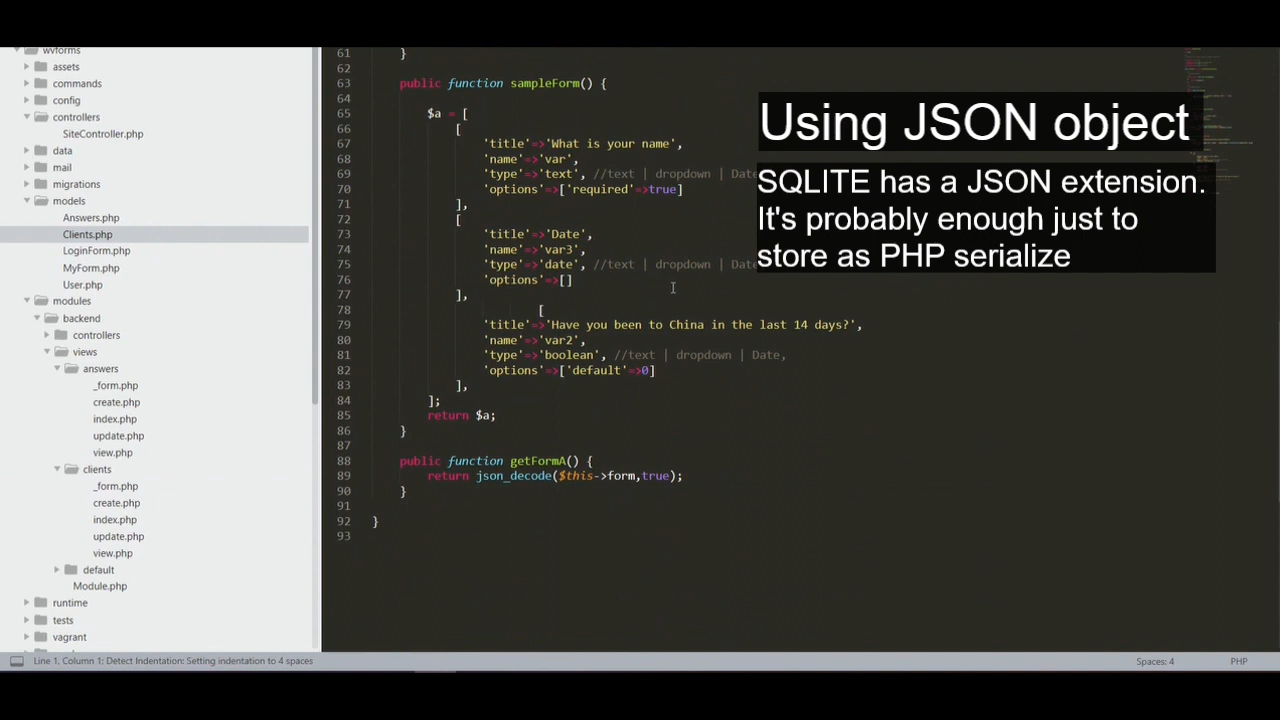 wvforms
assets
commands
config
controllers
SiteController.php
data
mail
migrations
models
Answers.php
Clients.php
LoginForm.php
MyForm.php
User.php
modules
backend
controllers
views
answers
_form.php
create.php
index.php
update.php
view.php
clients
_form.php
create.php
index.php
update.php
view.php
default
Module.php
runtime
tests
vagrant
61 }
62
63 public function sampleForm() {
64
65 $a = [
66 [
67 'title'=>'What is your name',
68 'name'=>'var',
69 'type'=>'text', //text | dropdown | Date
70 'options'=>['required'=>true]
71 ],
72 [
73 'title'=>'Date',
74 'name'=>'var3',
75 'type'=>'date', //text | dropdown | Date
76 'options'=>[]
77 ],
78 [
79 'title'=>'Have you been to China in the last 14 days?',
80 'name'=>'var2',
81 'type'=>'boolean', //text | dropdown | Date,
82 'options'=>['default'=>0]
83 ],
84 ];
85 return $a;
86 }
87
88 public function getFormA() {
89 return json_decode($this->form,true);
90 }
91
92 }
93
Using JSON object
SQLITE has a JSON extension.
It's probably enough just to
store as PHP serialize
Line 1, Column 1: Detect Indentation: Setting indentation to 4 spaces
Spaces: 4
PHP